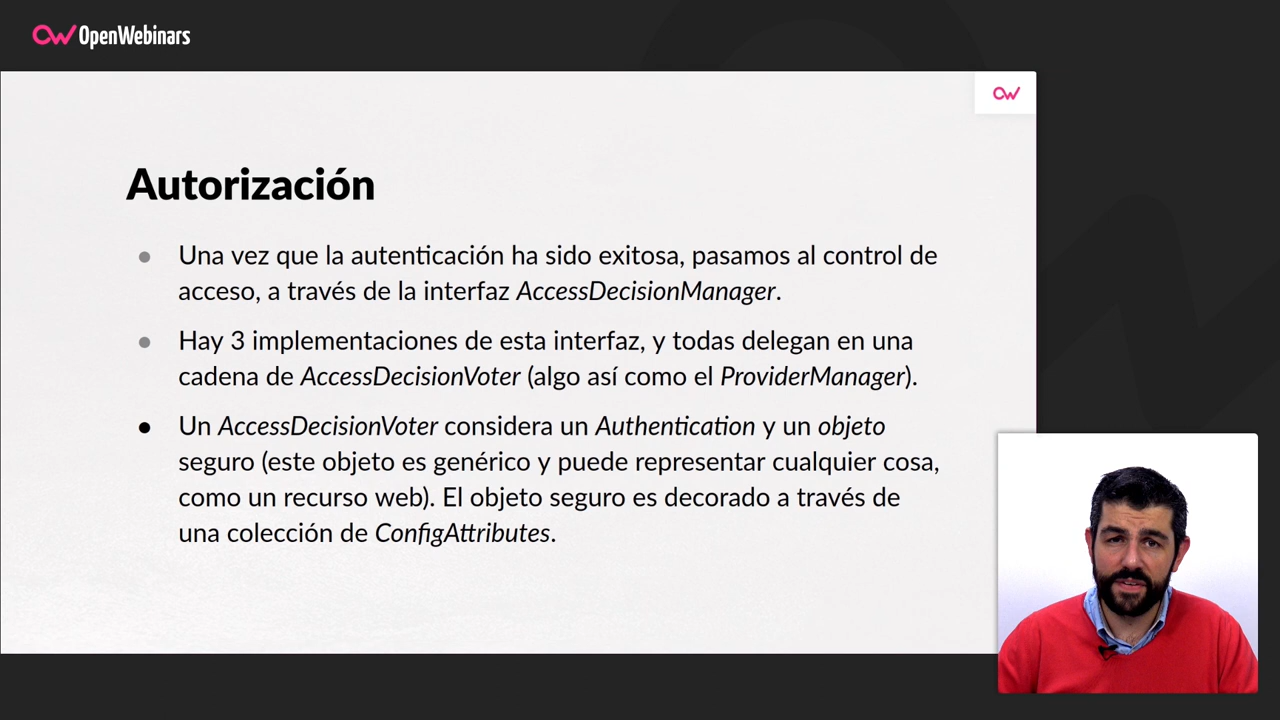 OpenWebinars
Autorización
Una vez que la autenticación ha sido exitosa, pasamos al control de
acceso, a través de la interfaz AccessDecisionManager.
Hay 3 implementaciones de esta interfaz, y todas delegan en una
cadena de AccessDecisionVoter (algo así como el ProviderManager).
Un AccessDecisionVoter considera un Authentication y un objeto
seguro (este objeto es genérico y puede representar cualquier cosa,
como un recurso web). El objeto seguro es decorado a través de
una colección de ConfigAttributes.